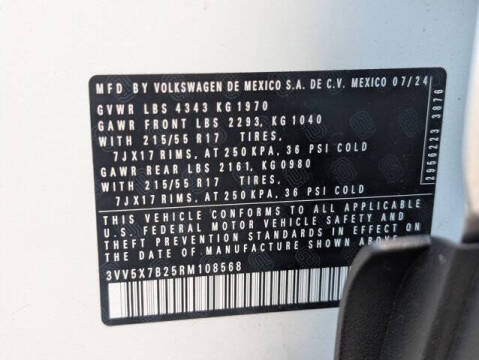 MFD BY VOLKSWAGEN DE MEXICO S.A. DE C.V. MEXICO 07/24
GVWR LBS 4343 KG 1970
GAWR FRONT LBS 2293, KG 1040
WITH 215/55 R17 TIRES,
7JX17 RIMS, AT 250 KPA, 36 PSI COLD
GAWR REAR LBS 2161, KG 0980
WITH 215/55 R17 TIRES,
7JX17 RIMS, AT 250 KPA, 36 PSI COLD
THIS VEHICLE CONFORMS TO ALL APPLICABLE
U.S. FEDERAL MOTOR VEHICLE SAFETY AND
THEFT PREVENTION STANDARDS IN EFFECT ON
THE DATE OF MANUFACTURE SHOWN ABOVE
3VV5X7B25RM108568
2956223 3876